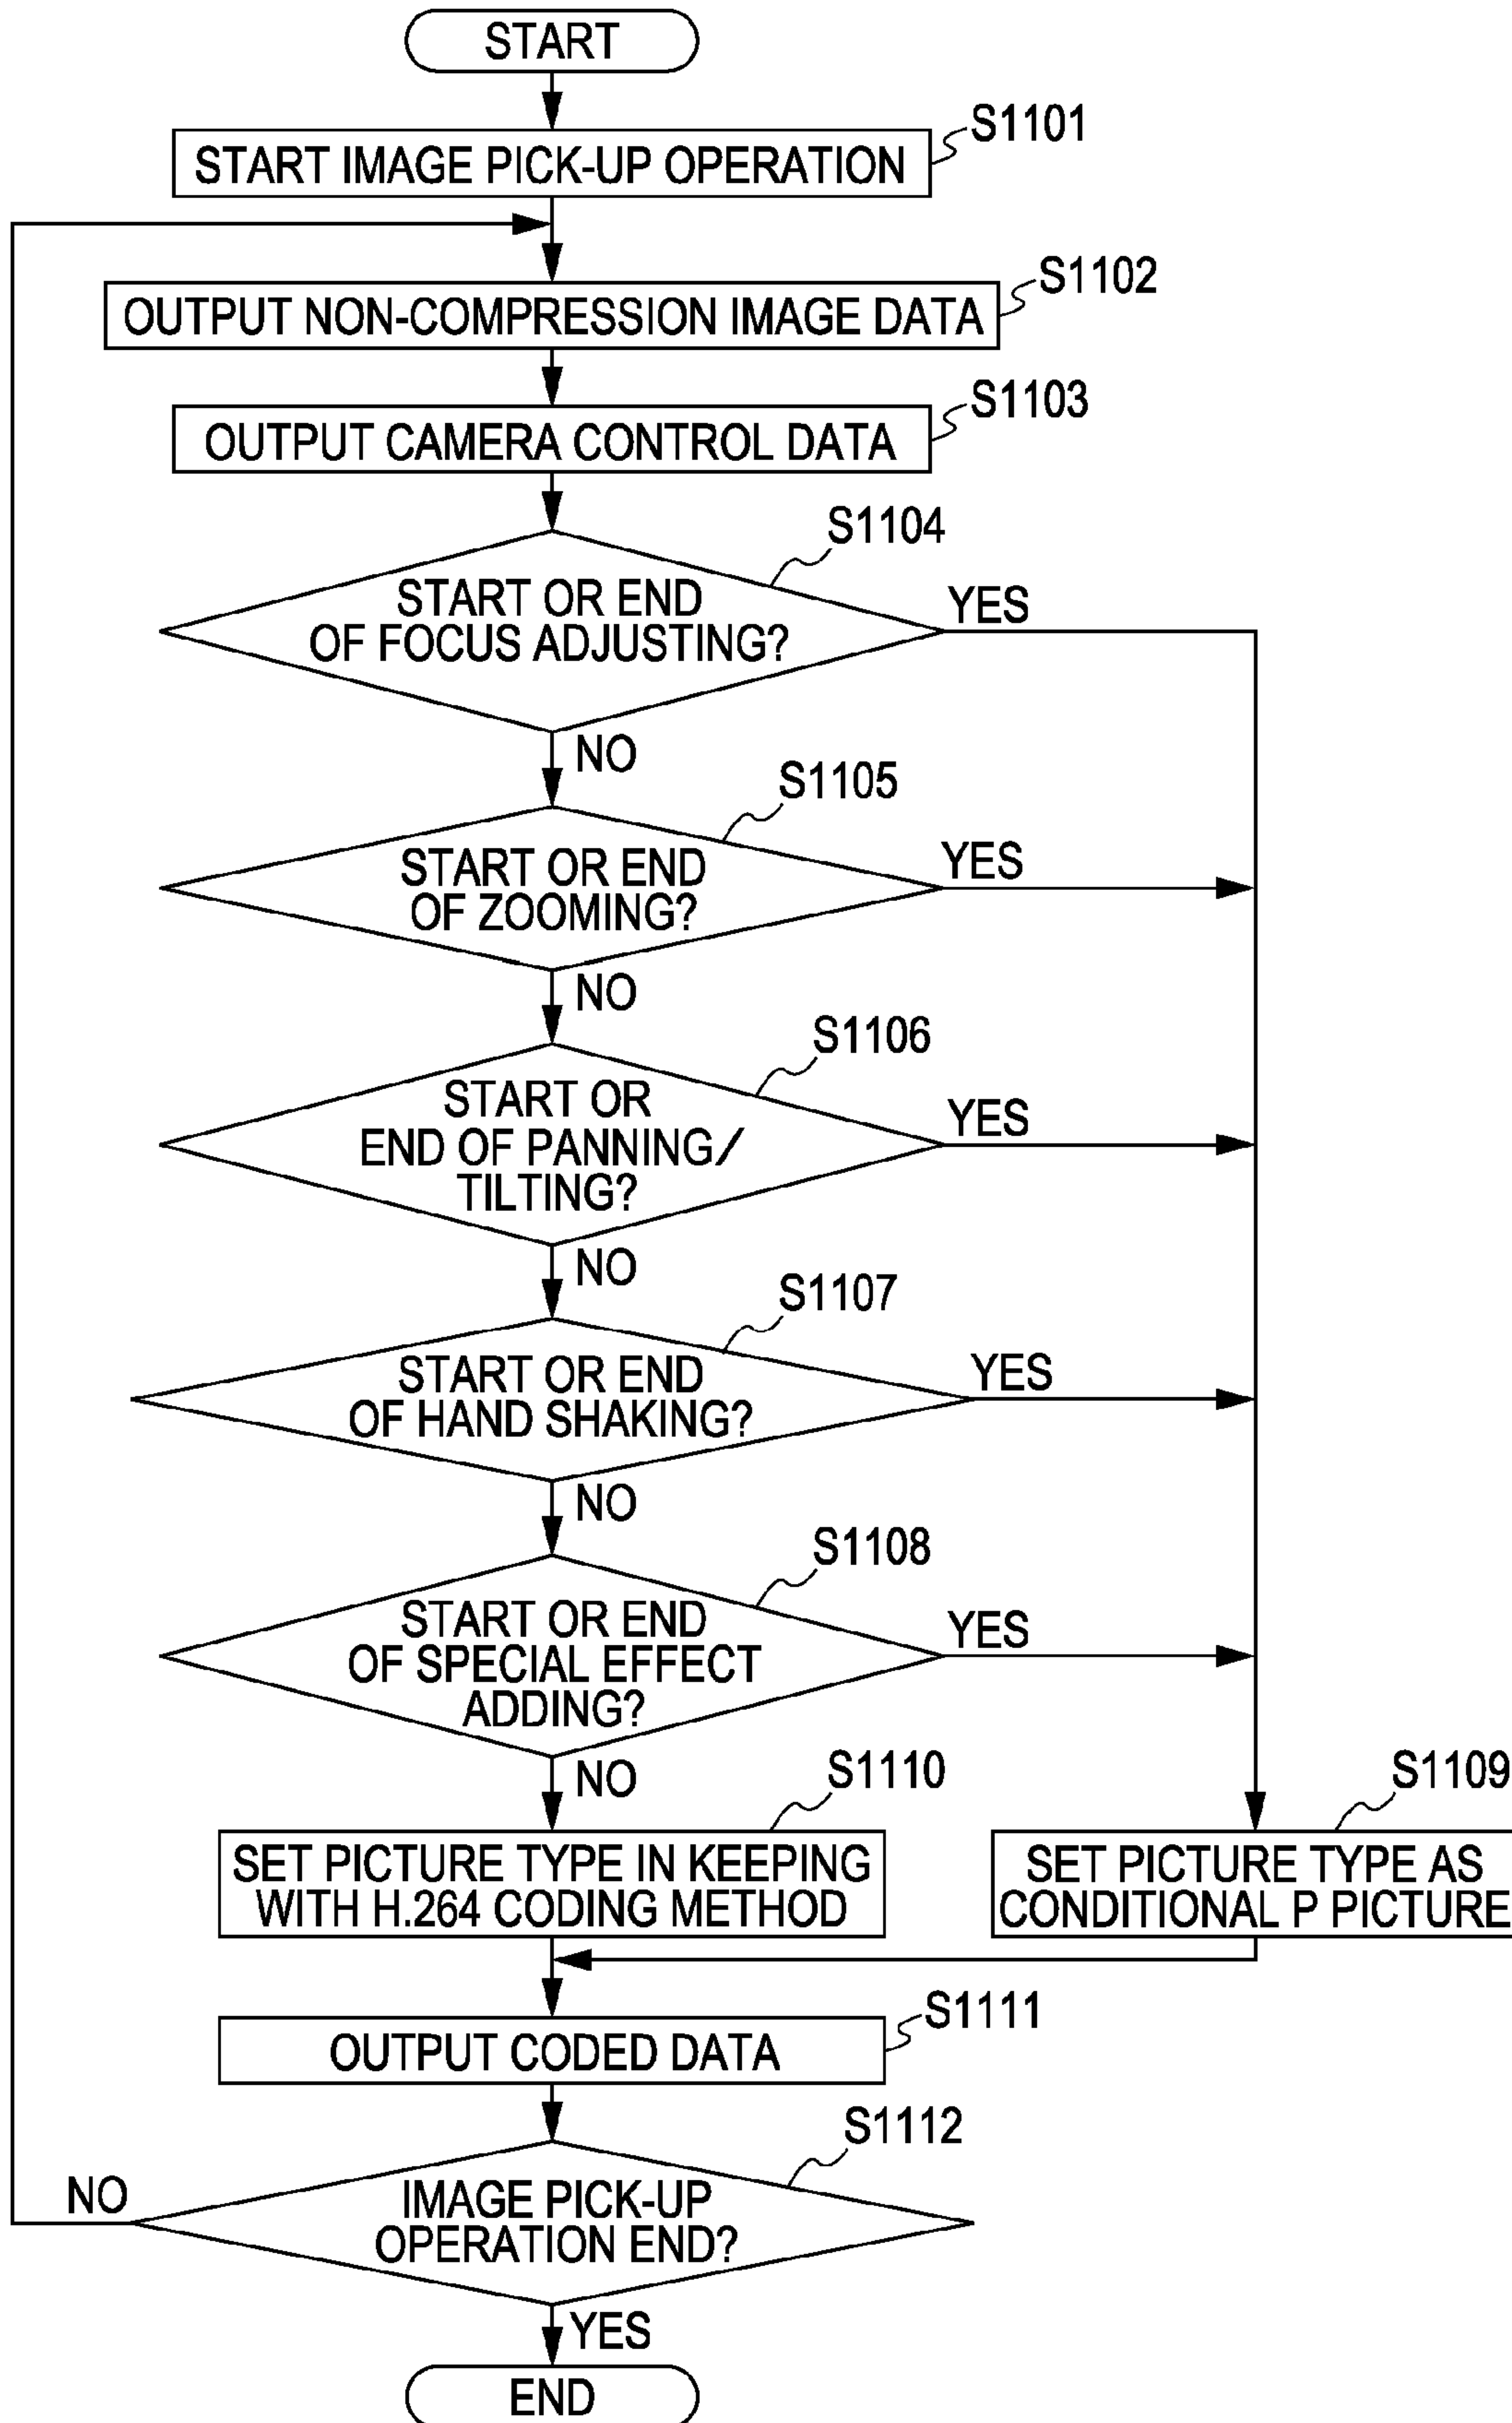 START
S1101
START IMAGE PICK-UP OPERATION
S1102
OUTPUT NON-COMPRESSION IMAGE DATA
S1103
OUTPUT CAMERA CONTROL DATA
S1104
START OR END
OF FOCUS ADJUSTING?
YES
NO
S1105
START OR END
OF ZOOMING?
YES
NO
S1106
START OR
END OF PANNING/
TILTING?
YES
NO
S1107
START OR END
OF HAND SHAKING?
YES
NO
S1108
START OR END
OF SPECIAL EFFECT
ADDING?
YES
NO
S1110
SET PICTURE TYPE IN KEEPING
WITH H.264 CODING METHOD
S1109
SET PICTURE TYPE AS
CONDITIONAL P PICTURE
S1111
OUTPUT CODED DATA
S1112
IMAGE PICK-UP
OPERATION END?
NO
YES
END